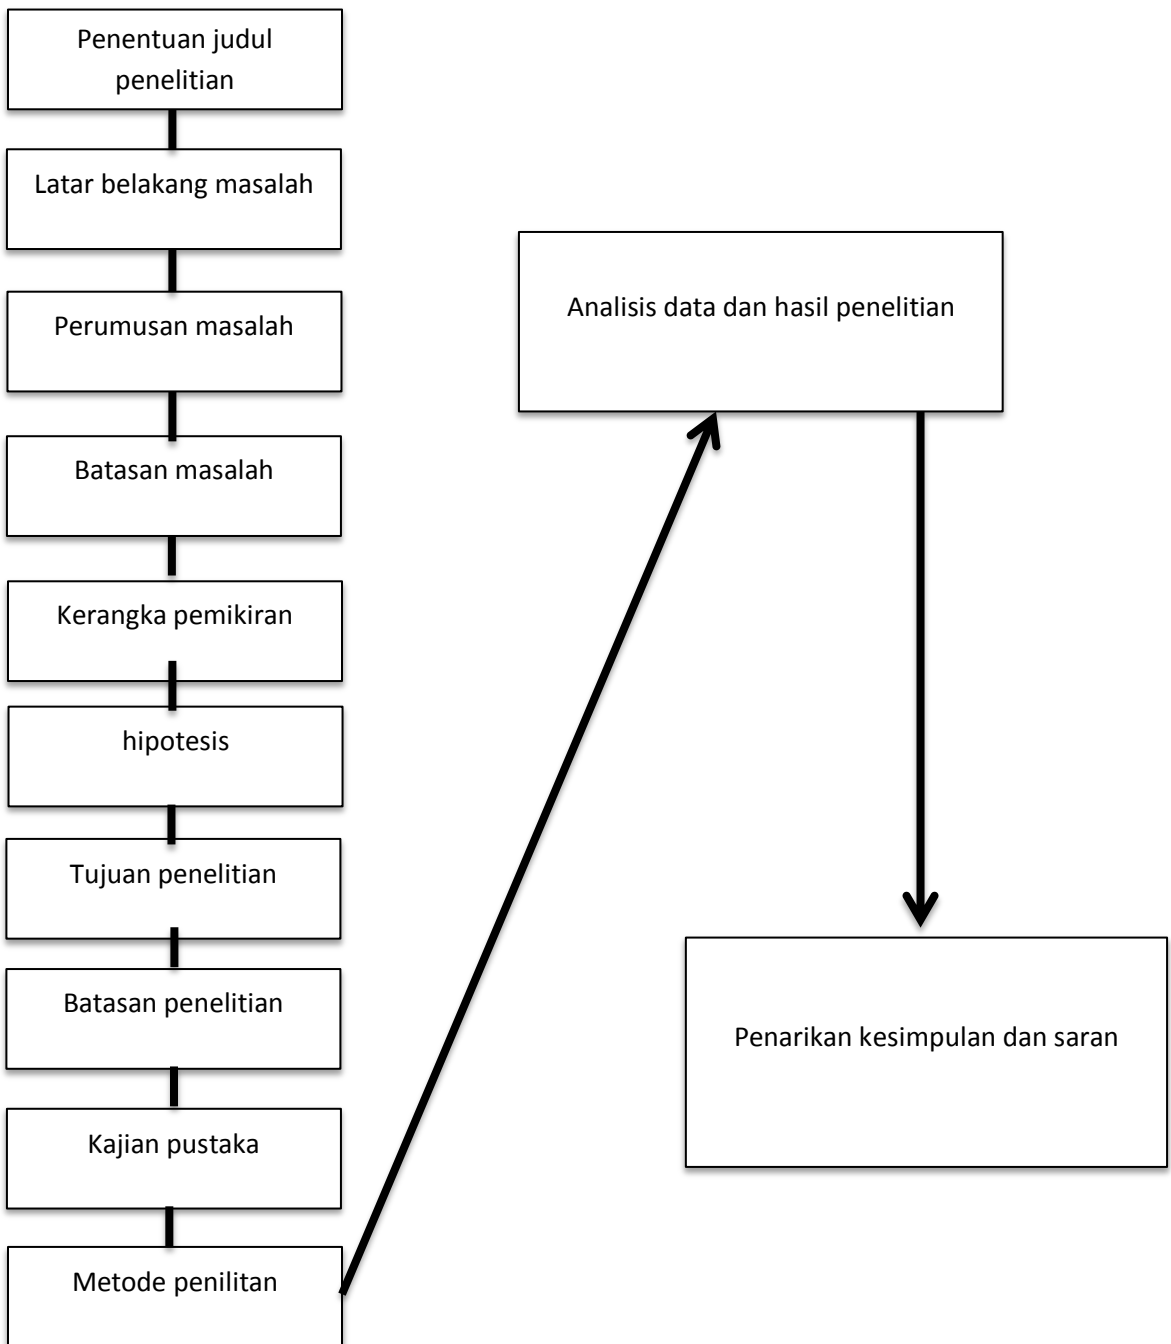 Penentuan judul
penelitian
Latar belakang masalah
Perumusan masalah
Batasan masalah
Kerangka pemikiran
hipotesis
Tujuan penelitian
Batasan penelitian
Kajian pustaka
Metode penilitan
Analisis data dan hasil penelitian
Penarikan kesimpulan dan saran